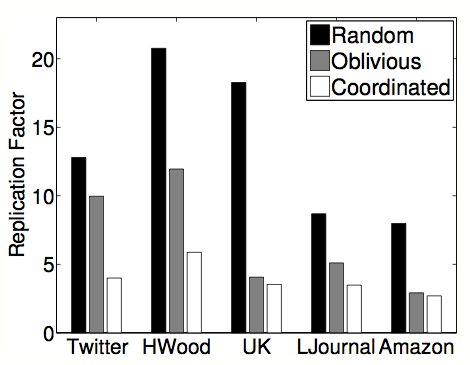 Random
Oblivious
Coordinated
Replication Factor
20
15
10
5
0
Twitter HWood UK LJournal Amazon